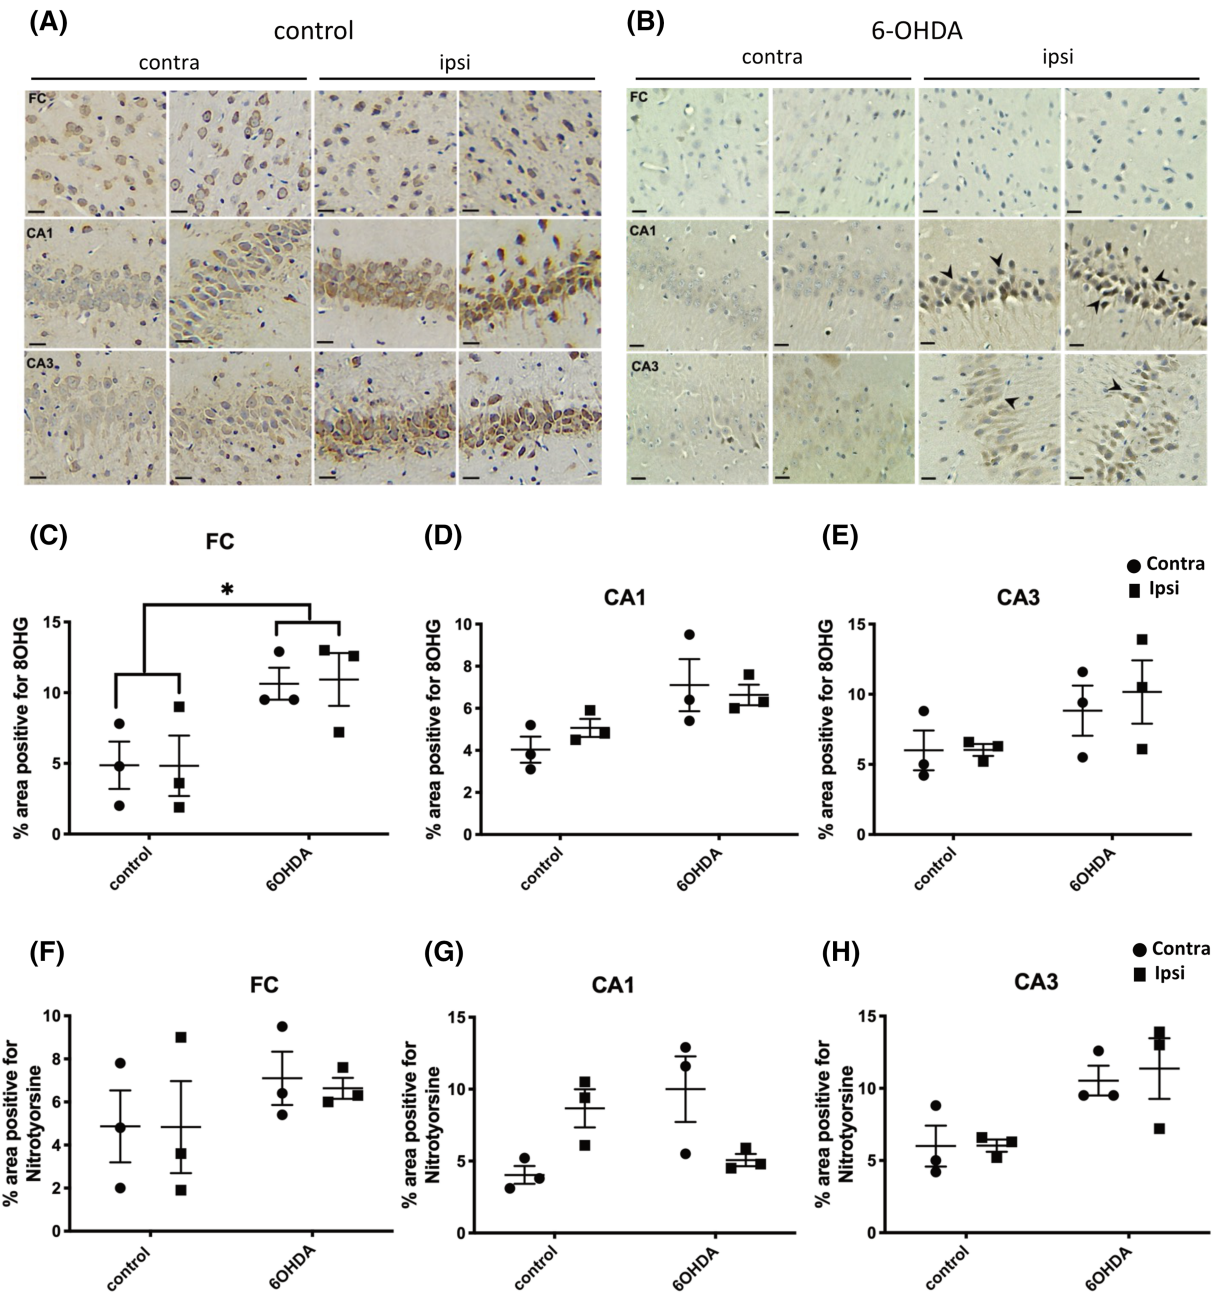 (A)
control
contra
ipsi
FC
CA1
CA3
(B)
6-OHDA
contra
ipsi
FC
CA1
CA3
(C)
FC
*
% area positive for 8OHG
15
10
5
0
control
6OHDA
(D)
CA1
% area positive for 8OHG
10
8
6
4
2
0
control
6OHDA
(E)
CA3
Contra
Ipsi
% area positive for 8OHG
15
10
5
0
control
6OHDA
(F)
FC
% area positive for
Nitrotyorsine
10
8
6
4
2
0
control
6OHDA
(G)
CA1
% area positive for
Nitrotyorsine
15
10
5
0
control
6OHDA
(H)
CA3
Contra
Ipsi
% area positive for
Nitrotyorsine
15
10
5
0
control
6OHDA